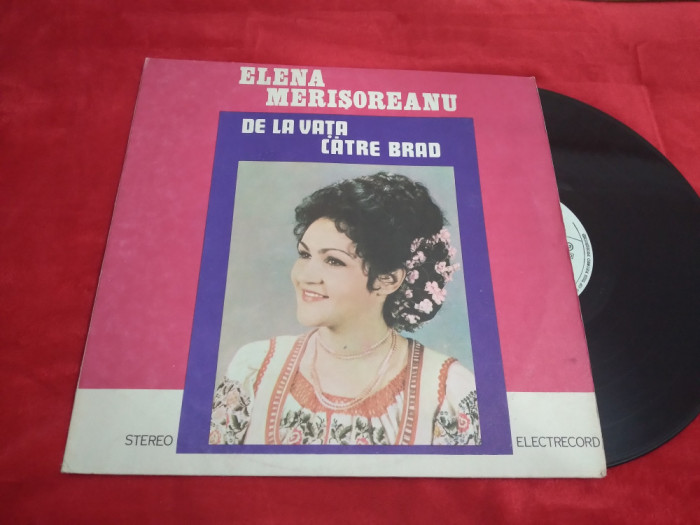 ELENA
MERIȘOREANU
DE LA VAȚA
CĂTRE BRAD
STEREO
ELECTRECORD